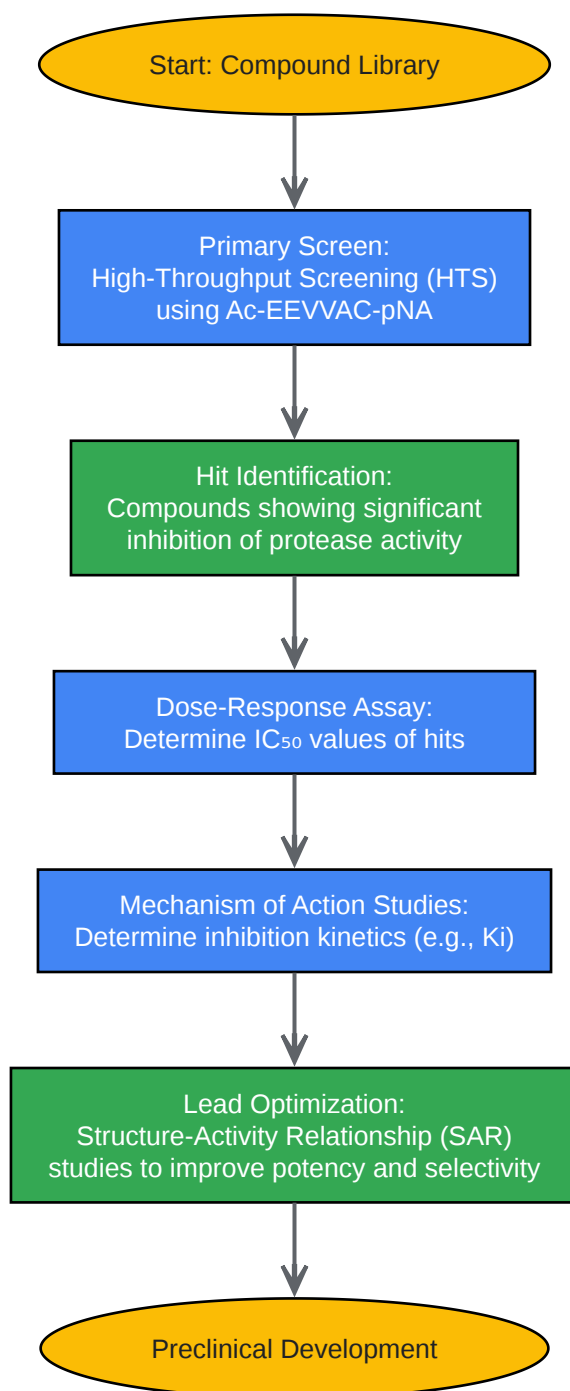 Start: Compound Library
Primary Screen:
High-Throughput Screening (HTS)
using Ac-EEVVAC-pNA
Hit Identification:
Compounds showing significant
inhibition of protease activity
Dose-Response Assay:
Determine IC₅₀ values of hits
Mechanism of Action Studies:
Determine inhibition kinetics (e.g., Ki)
Lead Optimization:
Structure-Activity Relationship (SAR)
studies to improve potency and selectivity
Preclinical Development